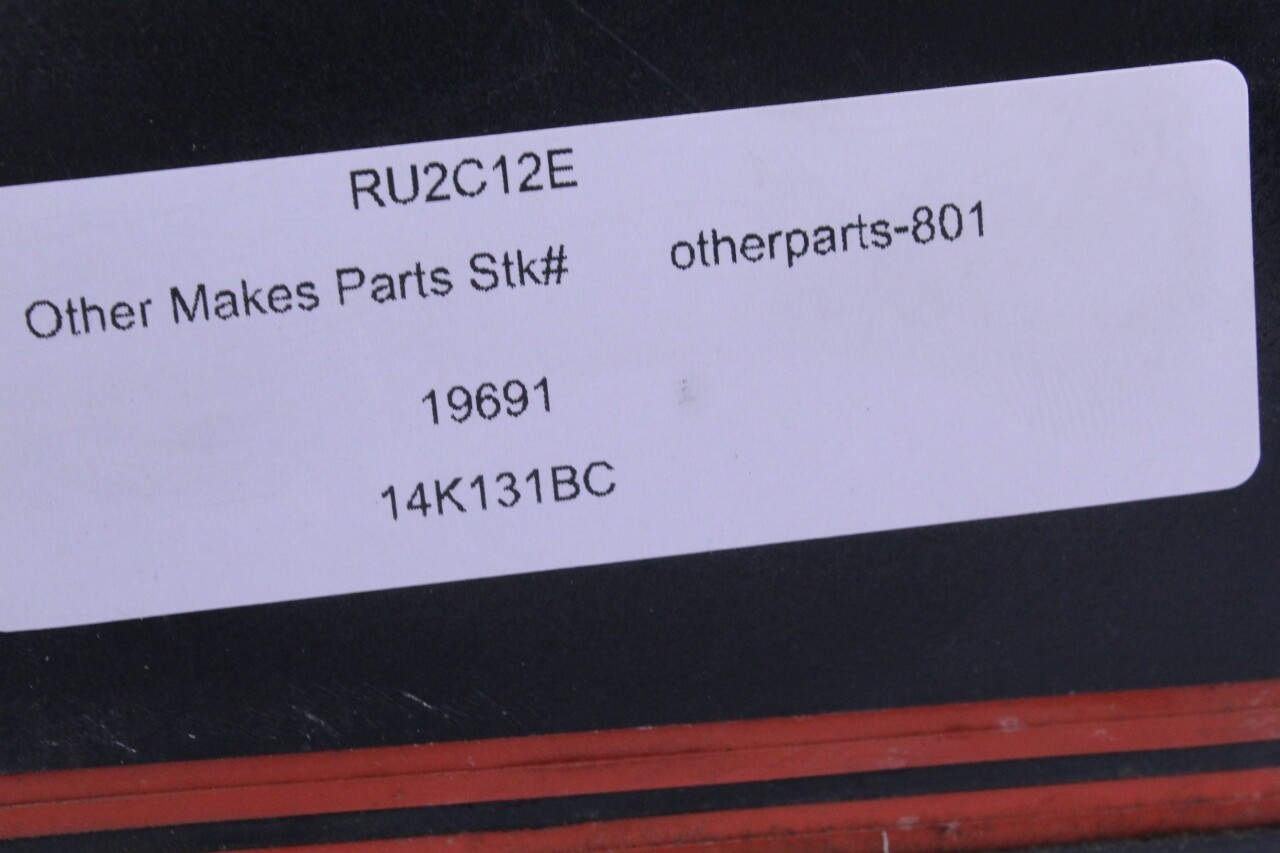 RU2C12E
Other Makes Parts Stk# otherparts-801
19691
14K131BC